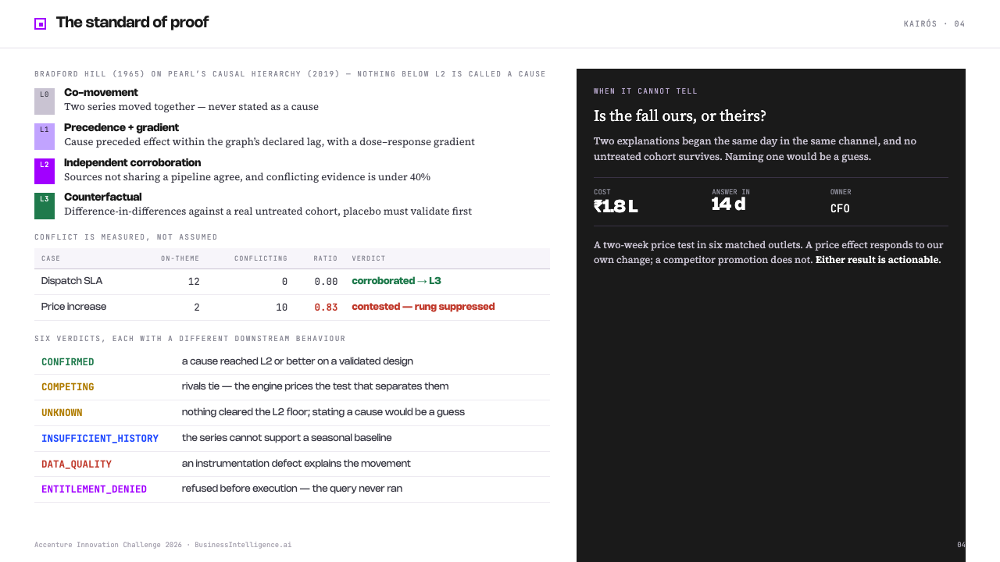 The standard of proof
KAIRÓS · 04
BRADFORD HILL (1965) ON PEARL’S CAUSAL HIERARCHY (2019) — NOTHING BELOW L2 IS CALLED A CAUSE
L0
Co-movement
Two series moved together — never stated as a cause
L1
Precedence + gradient
Cause preceded effect within the graph’s declared lag, with a dose–response gradient
L2
Independent corroboration
Sources not sharing a pipeline agree, and conflicting evidence is under 40%
L3
Counterfactual
Difference-in-differences against a real untreated cohort, placebo must validate first
CONFLICT IS MEASURED, NOT ASSUMED
CASE ON-THEME CONFLICTING RATIO VERDICT
Dispatch SLA 12 0 0.00 corroborated → L3
Price increase 2 10 0.83 contested — rung suppressed
SIX VERDICTS, EACH WITH A DIFFERENT DOWNSTREAM BEHAVIOUR
CONFIRMED a cause reached L2 or better on a validated design
COMPETING rivals tie — the engine prices the test that separates them
UNKNOWN nothing cleared the L2 floor; stating a cause would be a guess
INSUFFICIENT_HISTORY the series cannot support a seasonal baseline
DATA_QUALITY an instrumentation defect explains the movement
ENTITLEMENT_DENIED refused before execution — the query never ran
WHEN IT CANNOT TELL
Is the fall ours, or theirs?
Two explanations began the same day in the same channel, and no
untreated cohort survives. Naming one would be a guess.
COST ANSWER IN OWNER
₹1.8 L 14 d CFO
A two-week price test in six matched outlets. A price effect responds to our
own change; a competitor promotion does not. Either result is actionable.
Accenture Innovation Challenge 2026 · BusinessIntelligence.ai
04